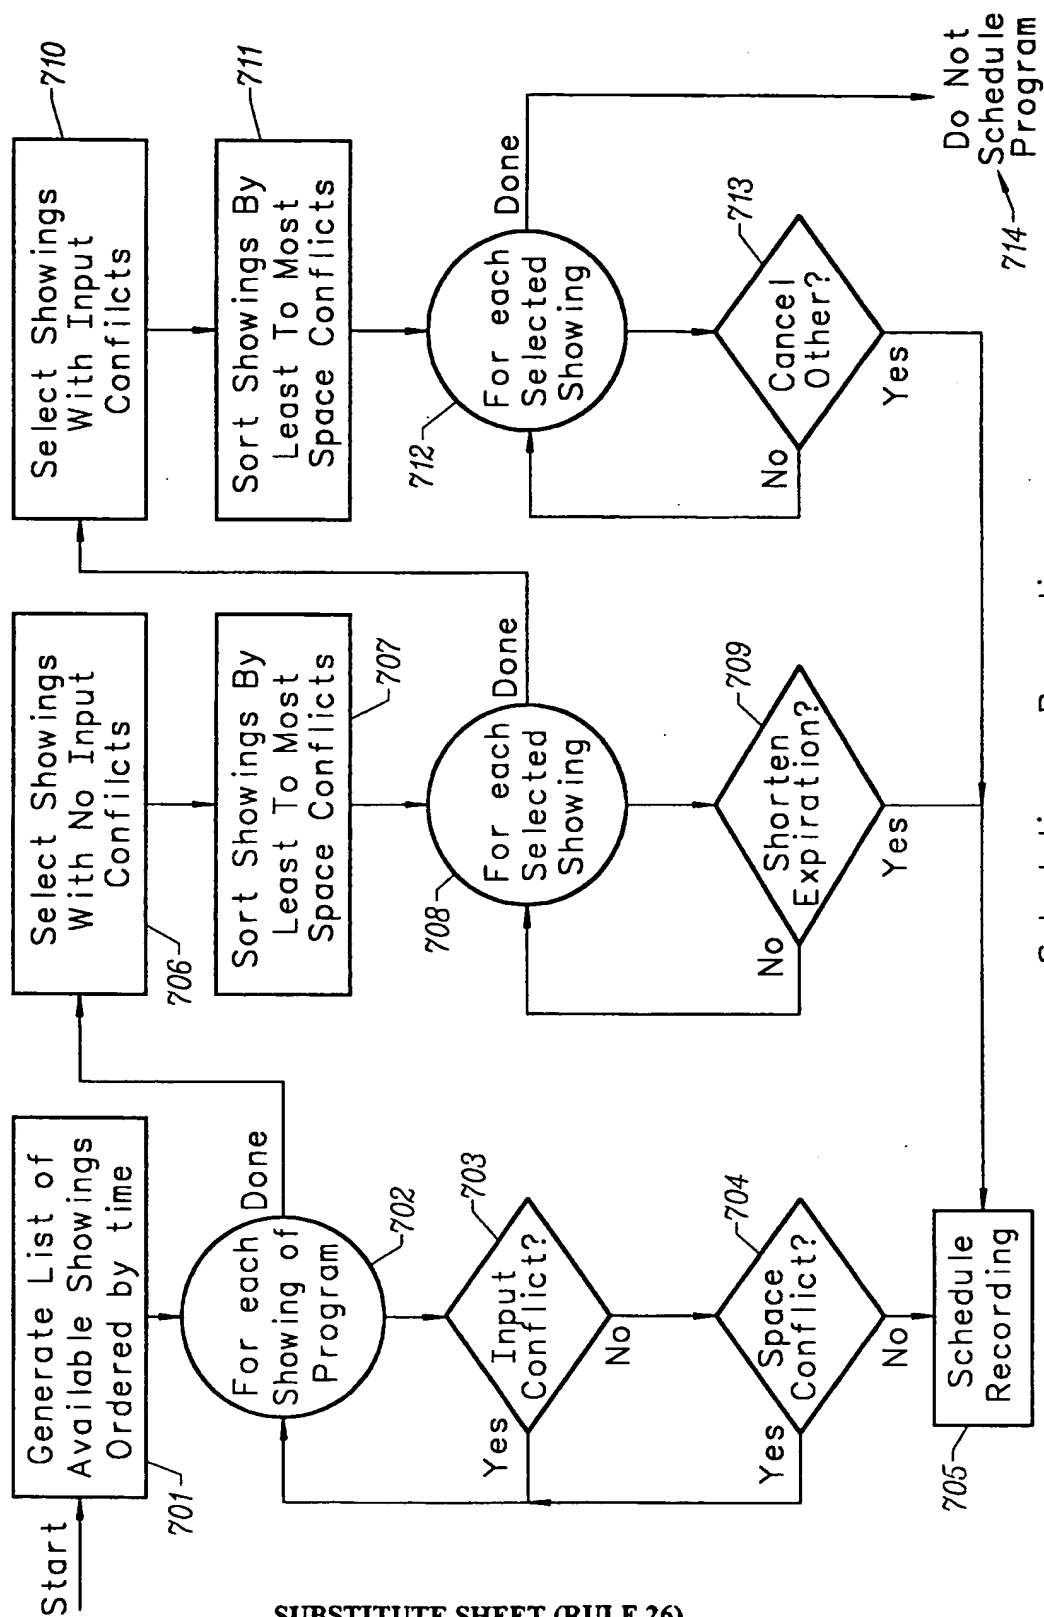 Start
Generate List of
Available Showings
Ordered by time
701
For each
Showing of
Program
702
Done
Input
Conflict?
703
Yes
No
Space
Conflict?
704
Yes
No
Schedule
Recording
705
Select Showings
With No Input
Confilcts
706
Sort Showings By
Least To Most
Space Conflicts
707
For each
Selected
Showing
708
Done
Shorten
Expiration?
709
No
Yes
Select Showings
With Input
Confilcts
710
Sort Showings By
Least To Most
Space Conflicts
711
For each
Selected
Showing
712
Done
Cancel
Other?
713
No
Yes
Do Not
Schedule
Program
714
SUBSTITUTE SHEET (RULE 26)